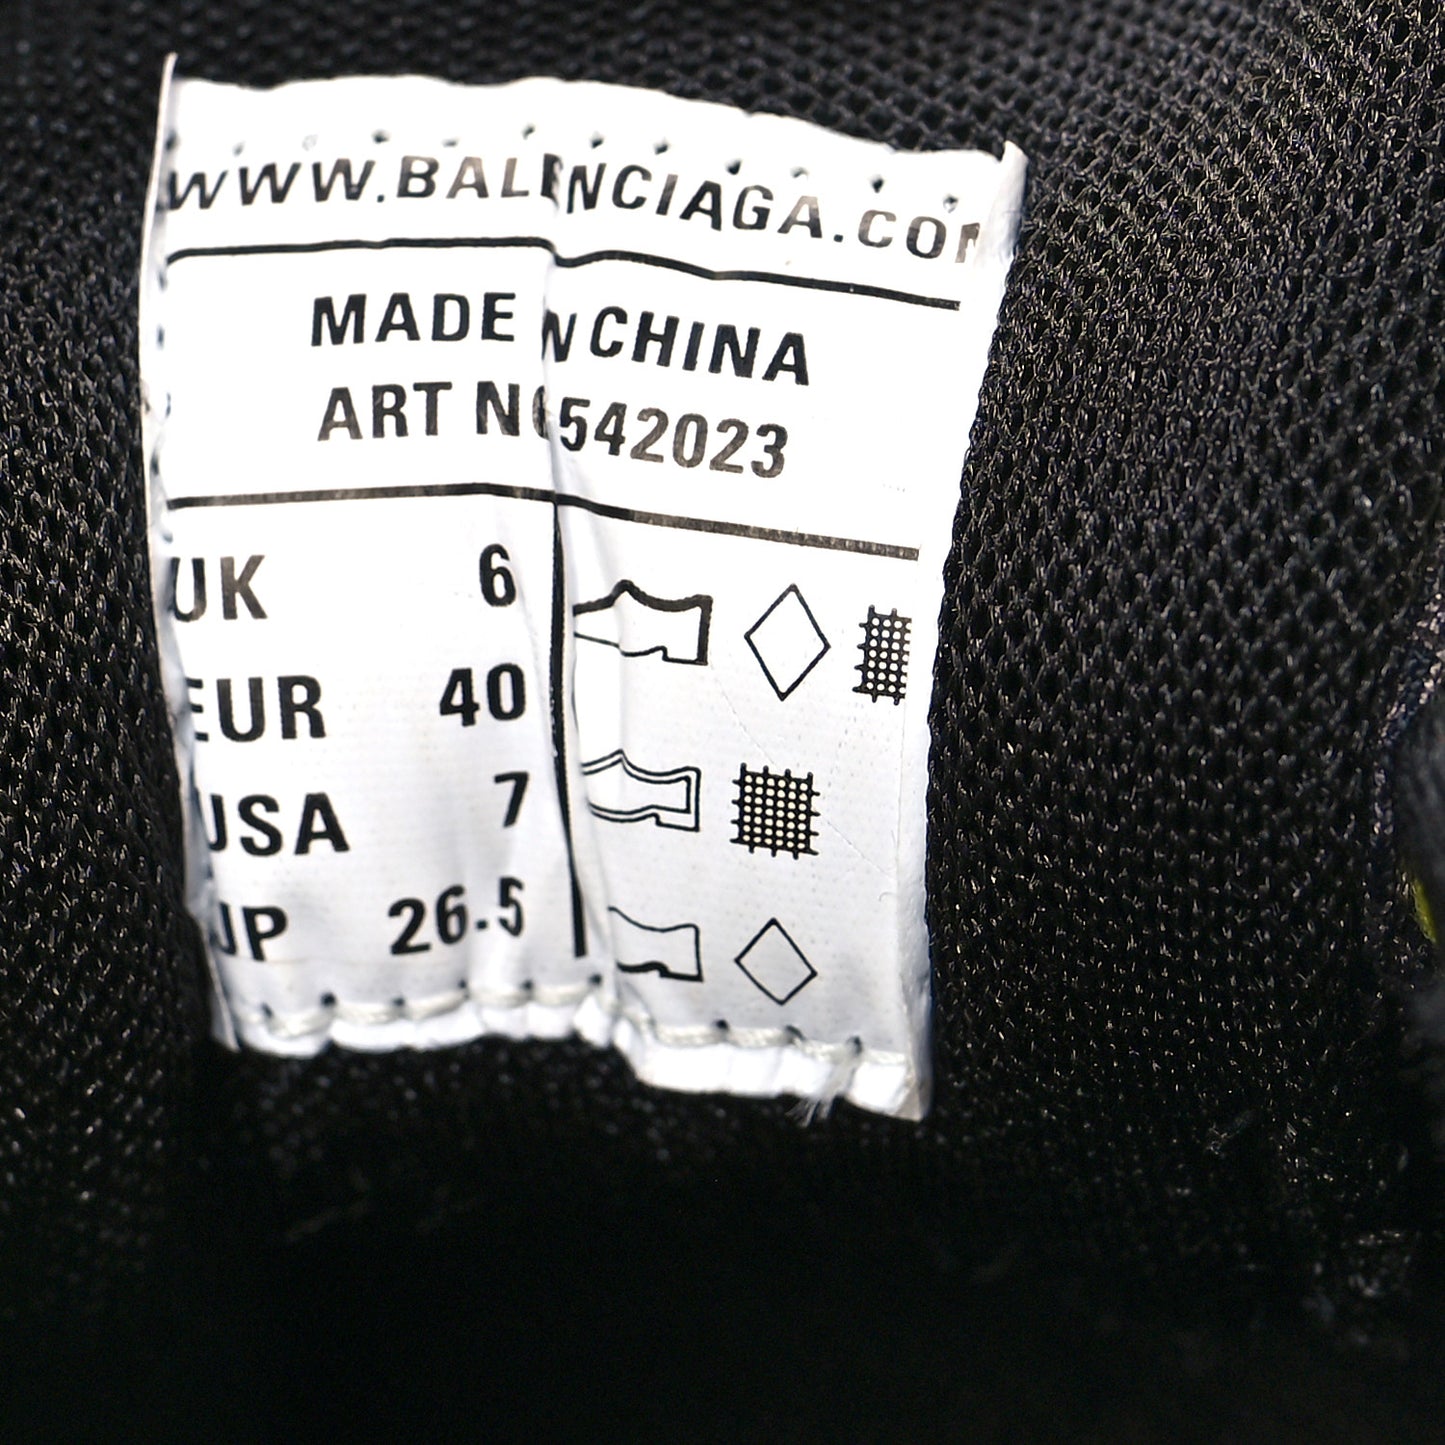 WWW.BALENCIAGA.COM
MADE IN CHINA
ART N 542023
UK 6
EUR 40
USA 7
JP 26.5